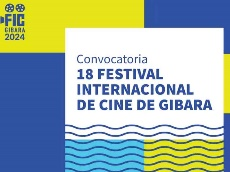 FIC
GIBARA
2024
Convocatoria
18 FESTIVAL
INTERNACIONAL
DE CINE DE GIBARA